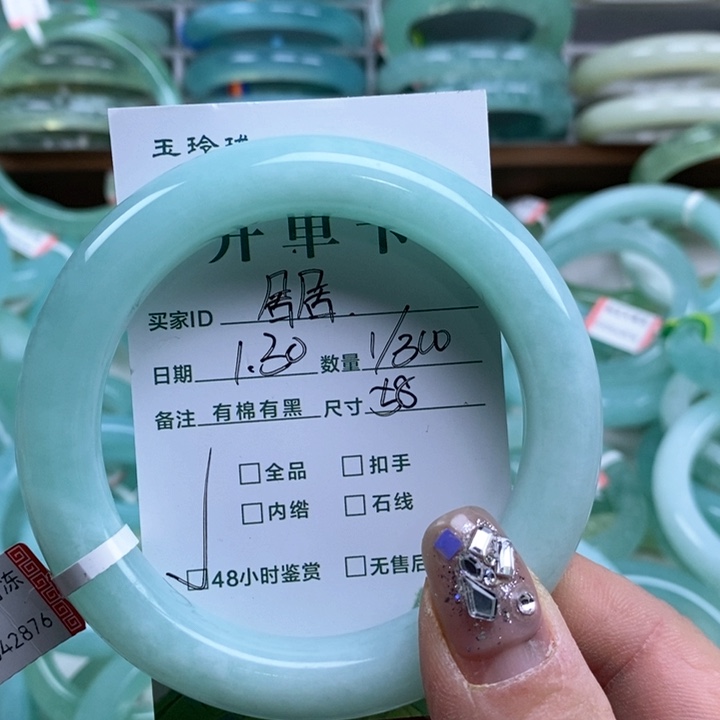 玉玲珑
开单卡
买家ID 居居.
日期 1.30 数量 1/300
备注 有棉有黑 尺寸 58
□全品 □扣手
□内绺 □石线
□48小时鉴赏 □无售后
冻
42876